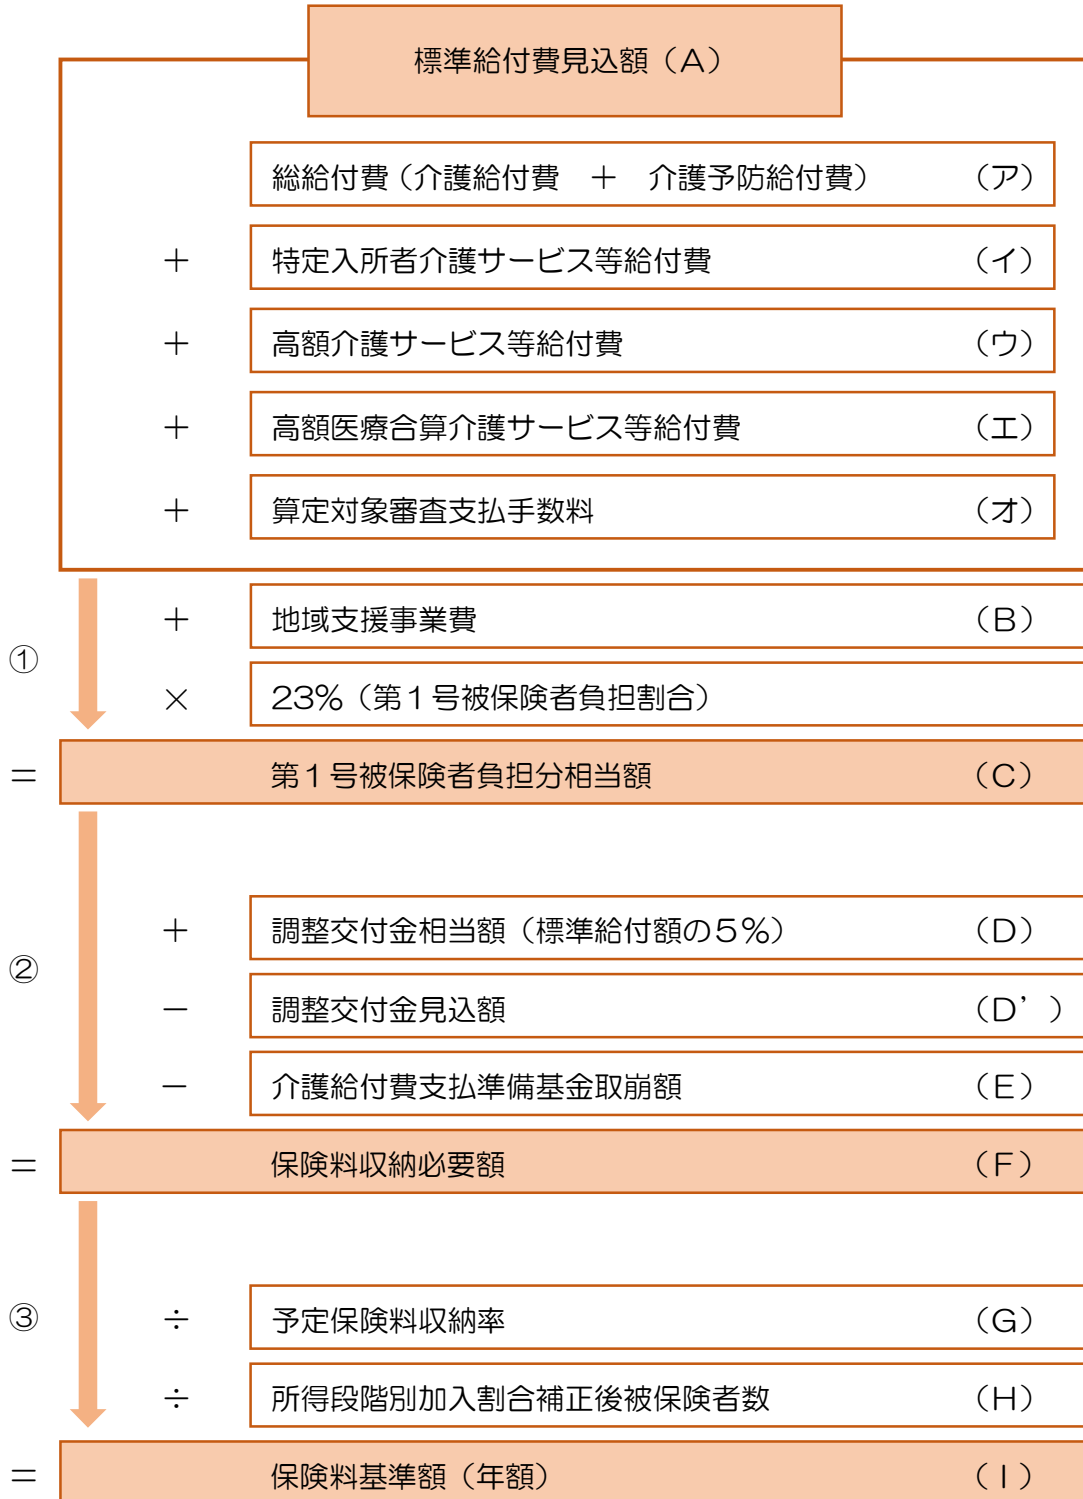 標準給付費見込額（A）
総給付費（介護給付費　＋　介護予防給付費）　（ア）
＋　特定入所者介護サービス等給付費　（イ）
＋　高額介護サービス等給付費　（ウ）
＋　高額医療合算介護サービス等給付費　（エ）
＋　算定対象審査支払手数料　（オ）
＋　地域支援事業費　（B）
①
×　23％（第１号被保険者負担割合）
＝　第１号被保険者負担分相当額　（C）
＋　調整交付金相当額（標準給付額の５％）　（D）
②
－　調整交付金見込額　（D’）
－　介護給付費支払準備基金取崩額　（E）
＝　保険料収納必要額　（F）
③　÷　予定保険料収納率　（G）
÷　所得段階別加入割合補正後被保険者数　（H）
＝　保険料基準額（年額）　（I）